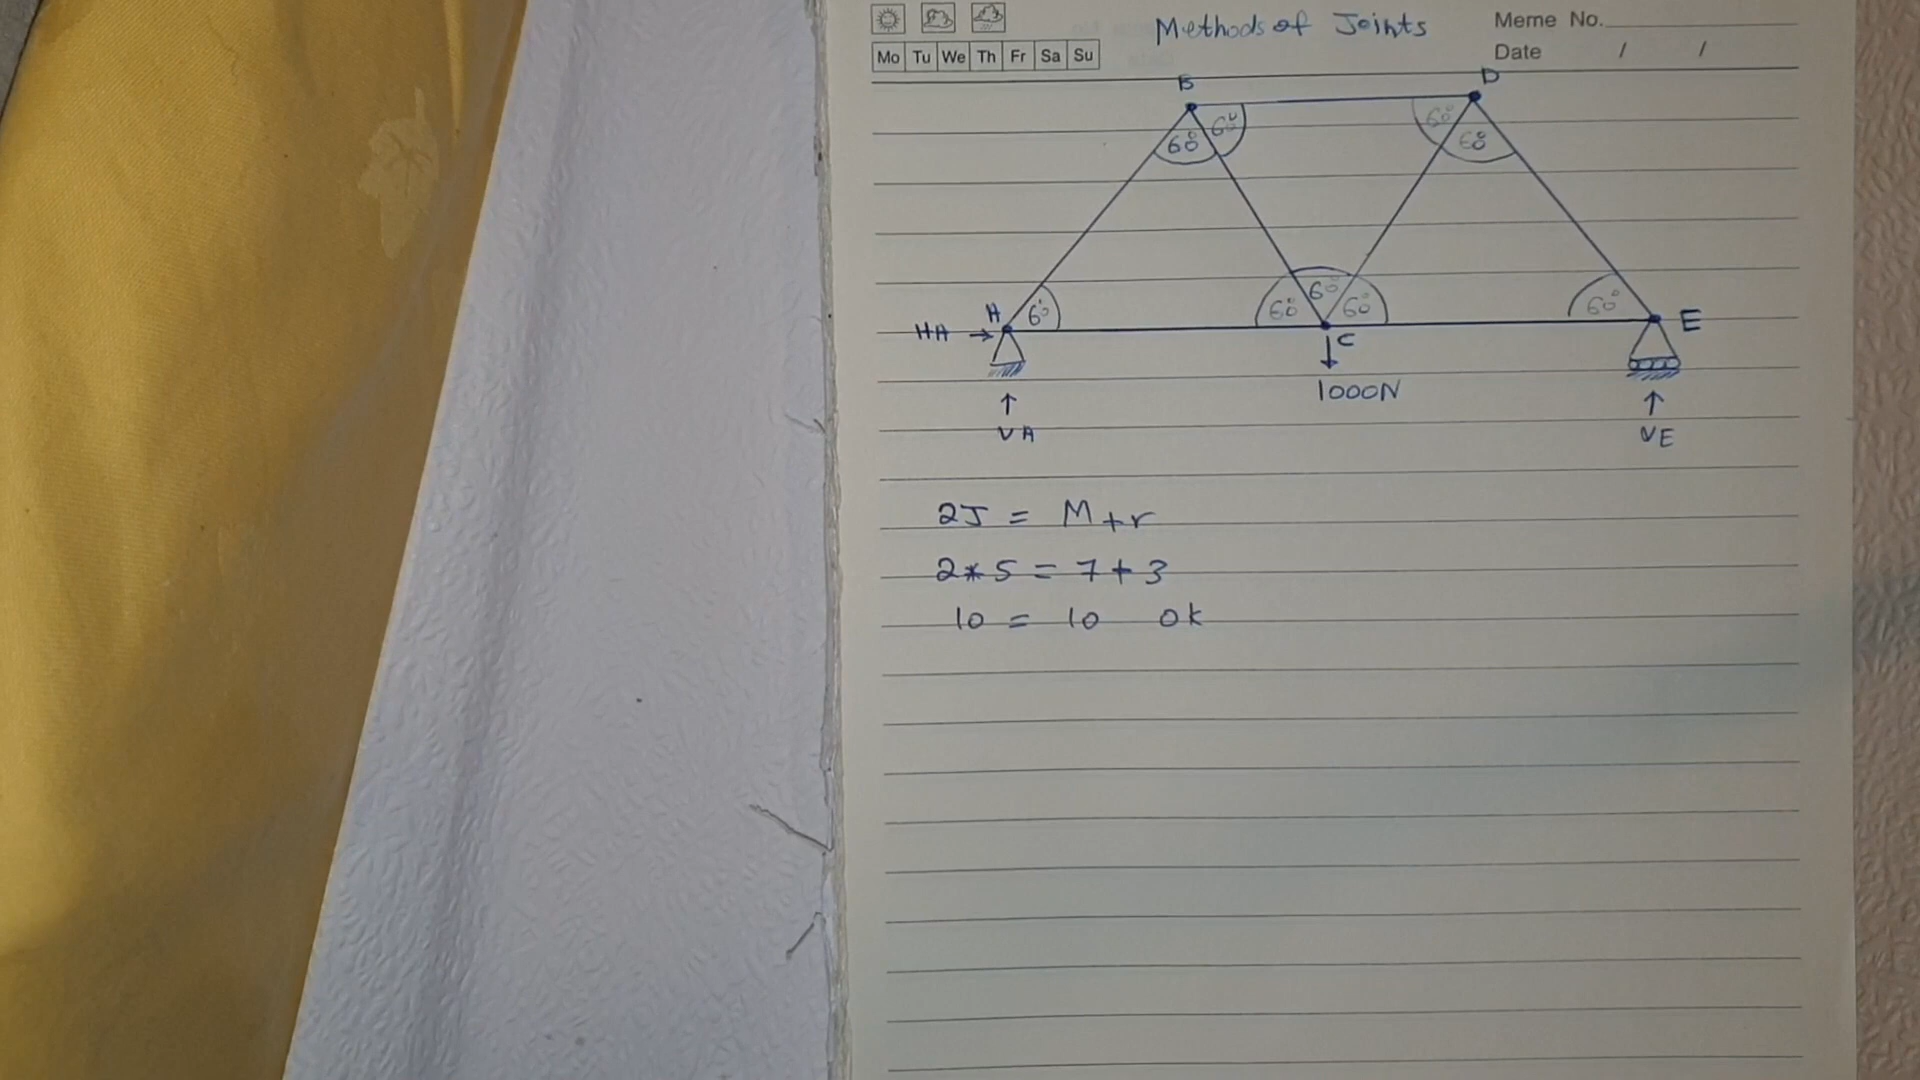 Methods of Joints
Meme No.
Mo Tu We Th Fr Sa Su
Date / /
B
D
60°
60°
60°
60°
A
60°
60°
60°
60°
60°
E
HA
C
1000N
VA
VE
2J = M+r
2*5 = 7+3
10 = 10 ok